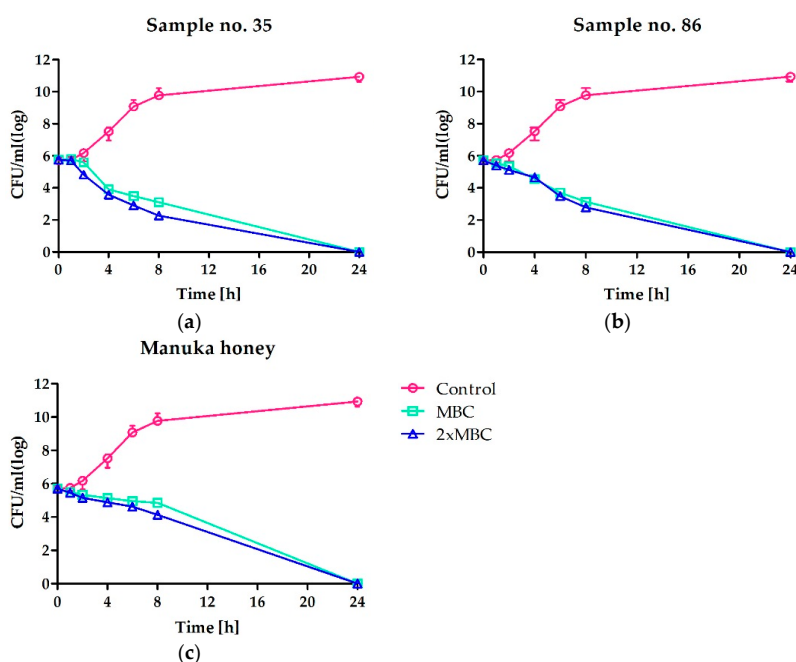 Sample no. 35
CFU/ml(log)
12
10
8
6
4
2
0
0 4 8 12 16 20 24
Time [h]
(a)
Sample no. 86
CFU/ml(log)
12
10
8
6
4
2
0
0 4 8 12 16 20 24
Time [h]
(b)
Manuka honey
CFU/ml(log)
12
10
8
6
4
2
0
0 4 8 12 16 20 24
Time [h]
(c)
Control
MBC
2xMBC